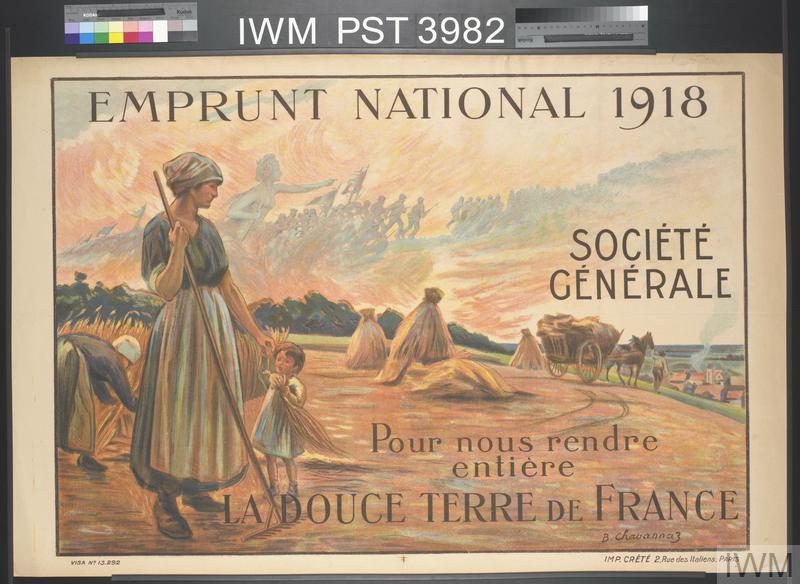 IWM PST 3982
EMPRUNT NATIONAL 1918
SOCIÉTÉ
GÉNÉRALE
Pour nous rendre
entière
LA DOUCE TERRE DE FRANCE
B. Chavannaz
VISA Nº 13.292
IMP. CRÉTÉ 2, Rue des Italiens, PARIS
IWM